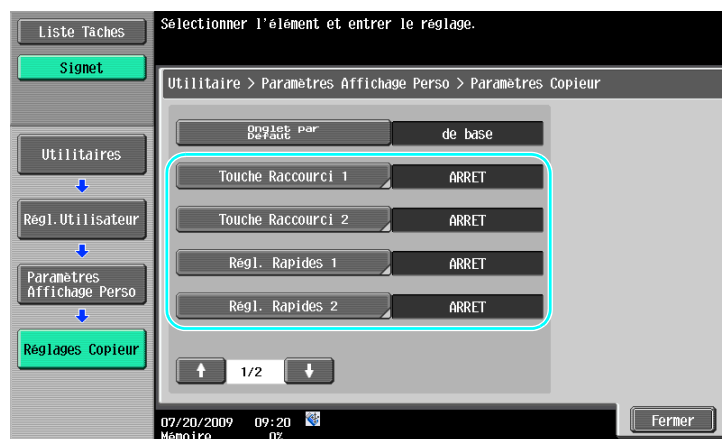 Liste Tâches
Sélectionner l'élément et entrer le réglage.
Signet
Utilitaire > Paramètres Affichage Perso > Paramètres Copieur
Onglet par
Défaut
de base
Utilitaires
Touche Raccourci 1
ARRET
Régl.Utilisateur
Touche Raccourci 2
ARRET
Régl. Rapides 1
ARRET
Paramètres
Affichage Perso
Régl. Rapides 2
ARRET
Réglages Copieur
1/2
07/20/2009 09:20
Mémoire 0%
Fermer